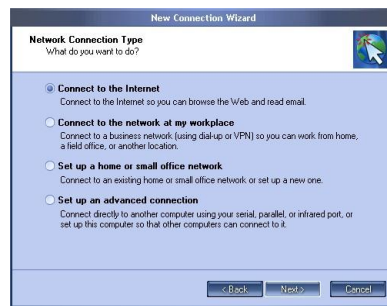 New Connection Wizard
Network Connection Type
What do you want to do?
Connect to the Internet
Connect to the Internet so you can browse the Web and read email.
Connect to the network at my workplace
Connect to a business network (using dial-up or VPN) so you can work from home,
a field office, or another location.
Set up a home or small office network
Connect to an existing home or small office network or set up a new one.
Set up an advanced connection
Connect directly to another computer using your serial, parallel, or infrared port, or
set up this computer so that other computers can connect to it.
< Back
Next >
Cancel